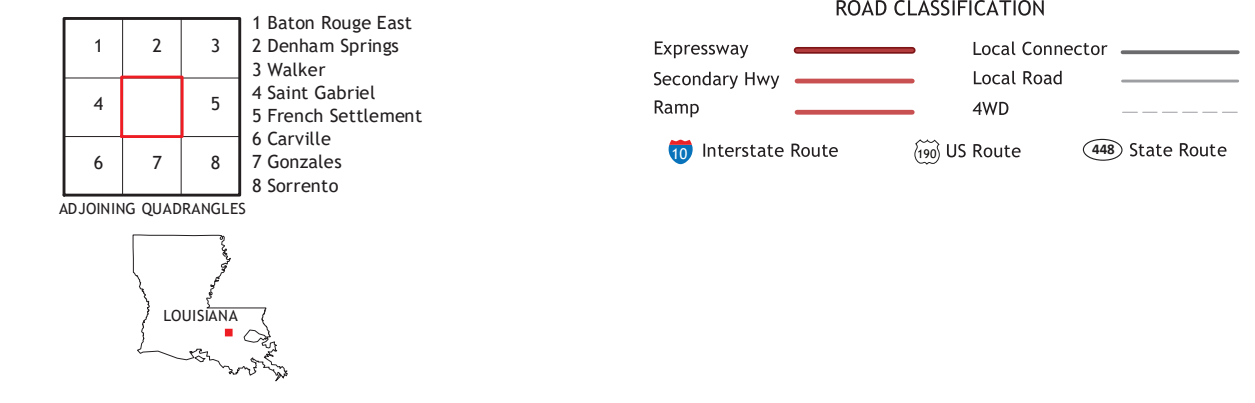 1 2 3
4 5
6 7 8
ADJOINING QUADRANGLES
1 Baton Rouge East
2 Denham Springs
3 Walker
4 Saint Gabriel
5 French Settlement
6 Carville
7 Gonzales
8 Sorrento
LOUISIANA
ROAD CLASSIFICATION
Expressway
Secondary Hwy
Ramp
Local Connector
Local Road
4WD
10 Interstate Route
190 US Route
448 State Route